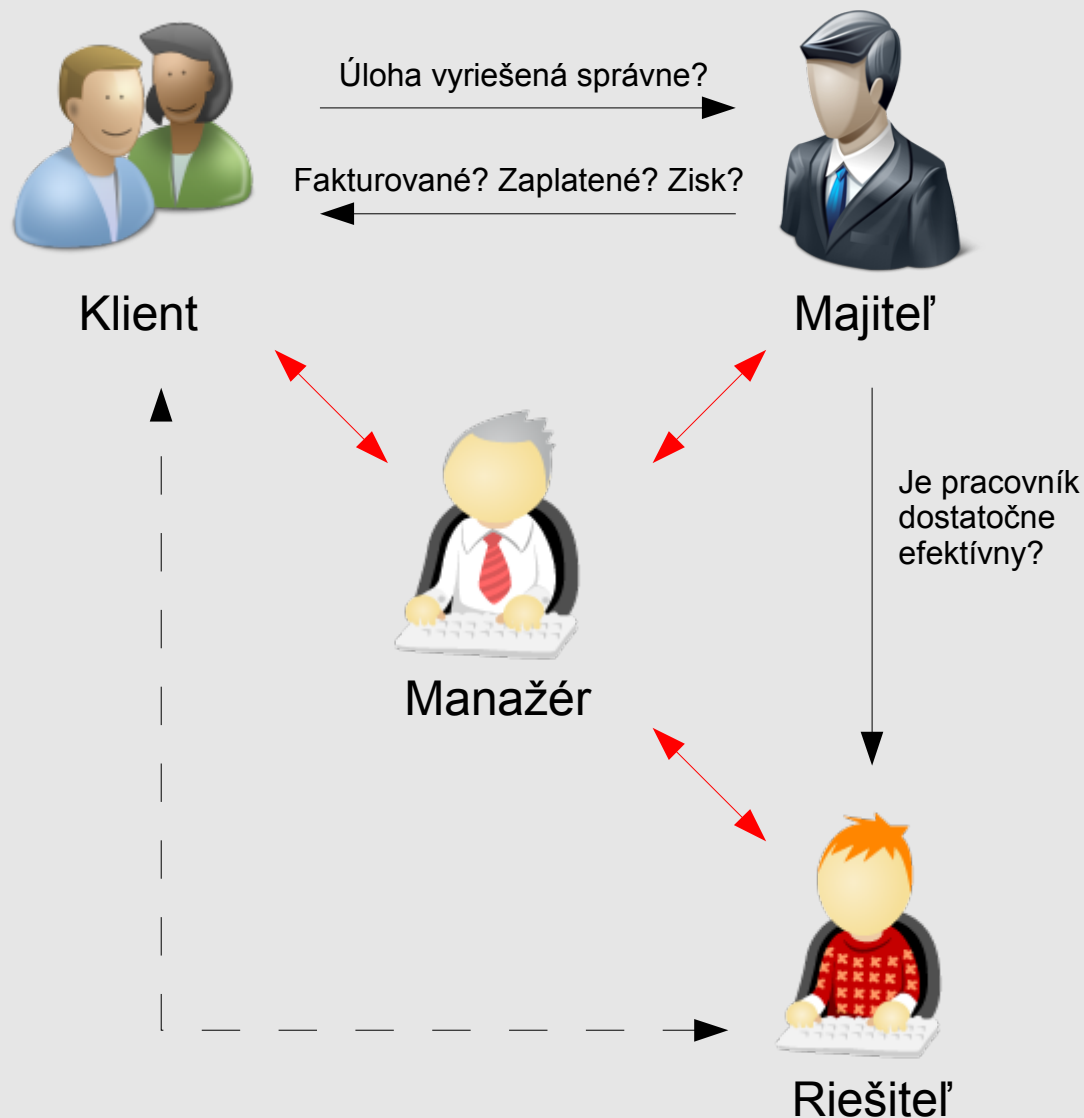 Úloha vyriešená správne?
Fakturované? Zaplatené? Zisk?
Klient
Majiteľ
Je pracovník
dostatočne
efektívny?
Manažér
Riešiteľ